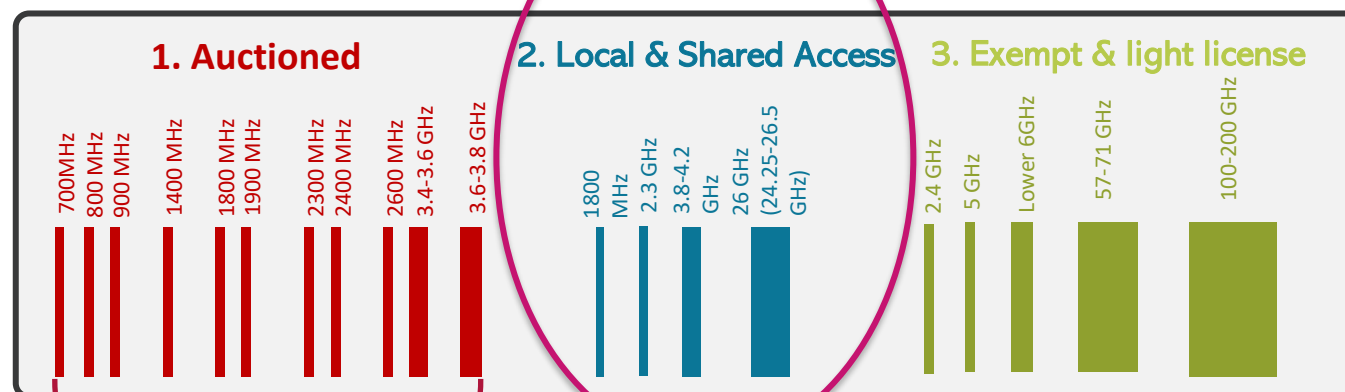 1. Auctioned
700MHz
800 MHz
900 MHz
1400 MHz
1800 MHz
1900 MHz
2300 MHz
2400 MHz
2600 MHz
3.4-3.6 GHz
3.6-3.8 GHz
2. Local & Shared Access
1800
MHz
2.3 GHz
3.8-4.2
GHz
26 GHz
(24.25-26.5
GHz)
3. Exempt & light license
2.4 GHz
5 GHz
Lower 6GHz
57-71 GHz
100-200 GHz